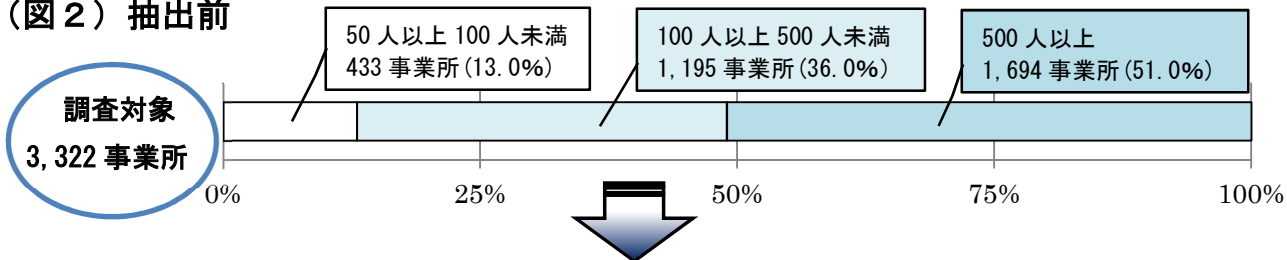 （図２）抽出前
50 人以上 100 人未満
433 事業所(13.0%)
100 人以上 500 人未満
1,195 事業所(36.0%)
500 人以上
1,694 事業所(51.0%)
調査対象
3,322 事業所
0%
25%
50%
75%
100%